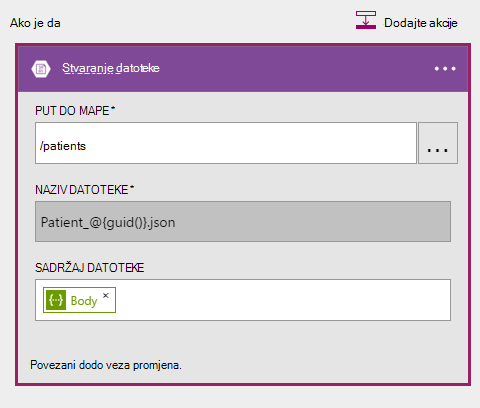 Ako je da
Dodajte akcije
Stvaranje datoteke
...
PUT DO MAPE*
/patients
...
NAZIV DATOTEKE*
Patient_@{guid()}.json
SADRŽAJ DATOTEKE
Body ×
Povezani dodo veza promjena.